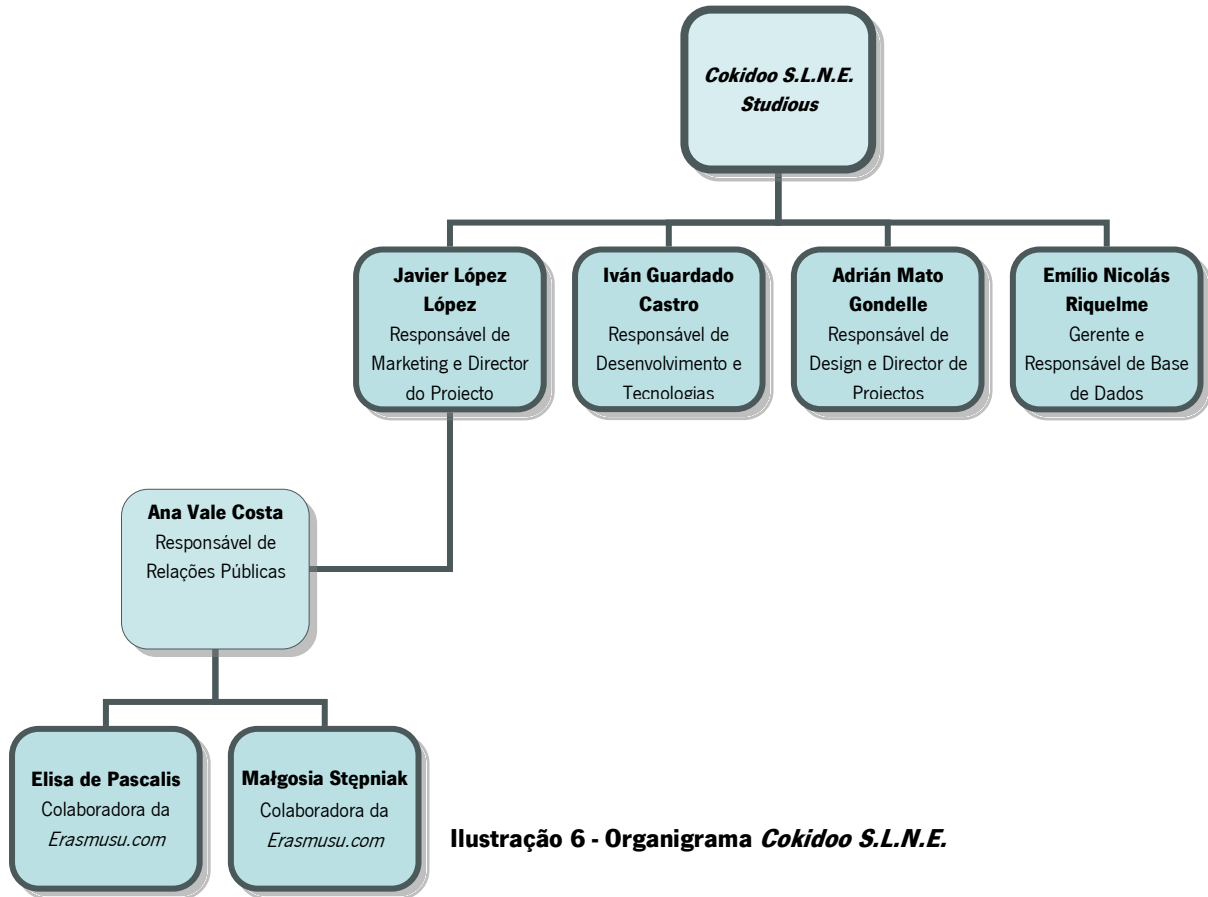 Cokidoo S.L.N.E.
Studious
Javier López
López
Responsável de
Marketing e Director
do Projecto
Iván Guardado
Castro
Responsável de
Desenvolvimento e
Tecnologias
Adrián Mato
Gondelle
Responsável de
Design e Director de
Projectos
Emílio Nicolás
Riquelme
Gerente e
Responsável de Base
de Dados
Ana Vale Costa
Responsável de
Relações Públicas
Elisa de Pascalis
Colaboradora da
Erasmusu.com
Małgosia Stępniak
Colaboradora da
Erasmusu.com
Ilustração 6 - Organigrama Cokidoo S.L.N.E.